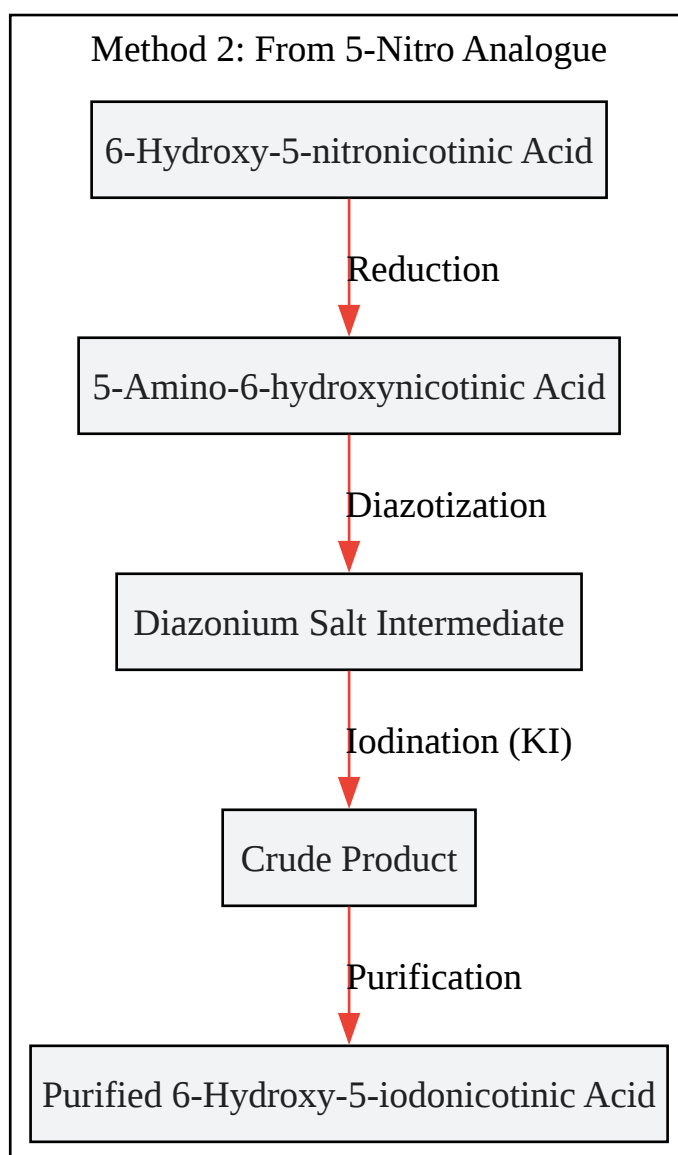 Method 2: From 5-Nitro Analogue
6-Hydroxy-5-nitronicotinic Acid
Reduction
5-Amino-6-hydroxynicotinic Acid
Diazotization
Diazonium Salt Intermediate
Iodination (KI)
Crude Product
Purification
Purified 6-Hydroxy-5-iodonicotinic Acid